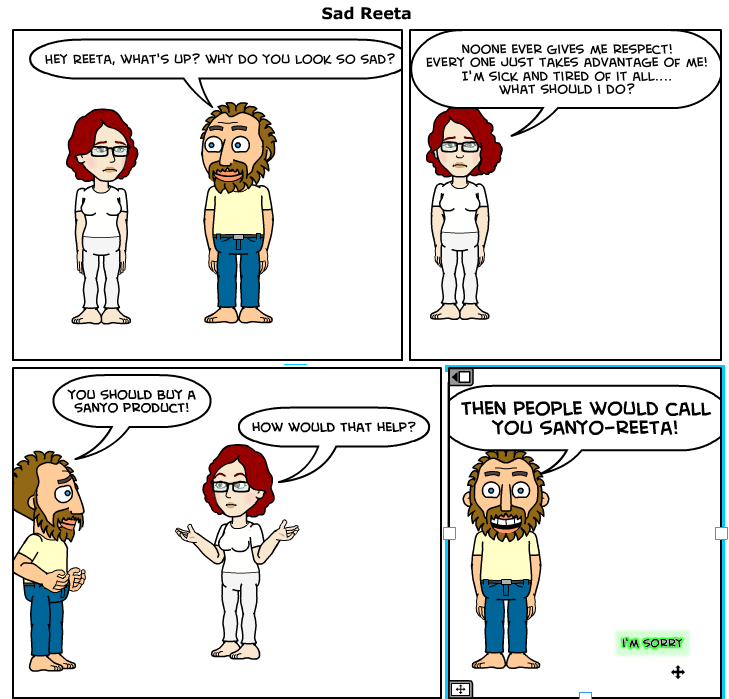 Sad Reeta
HEY REETA, WHAT'S UP? WHY DO YOU LOOK SO SAD?
NOONE EVER GIVES ME RESPECT!
EVERY ONE JUST TAKES ADVANTAGE OF ME!
I'M SICK AND TIRED OF IT ALL....
WHAT SHOULD I DO?
YOU SHOULD BUY A
SANYO PRODUCT!
HOW WOULD THAT HELP?
THEN PEOPLE WOULD CALL
YOU SANYO-REETA!
I'M SORRY